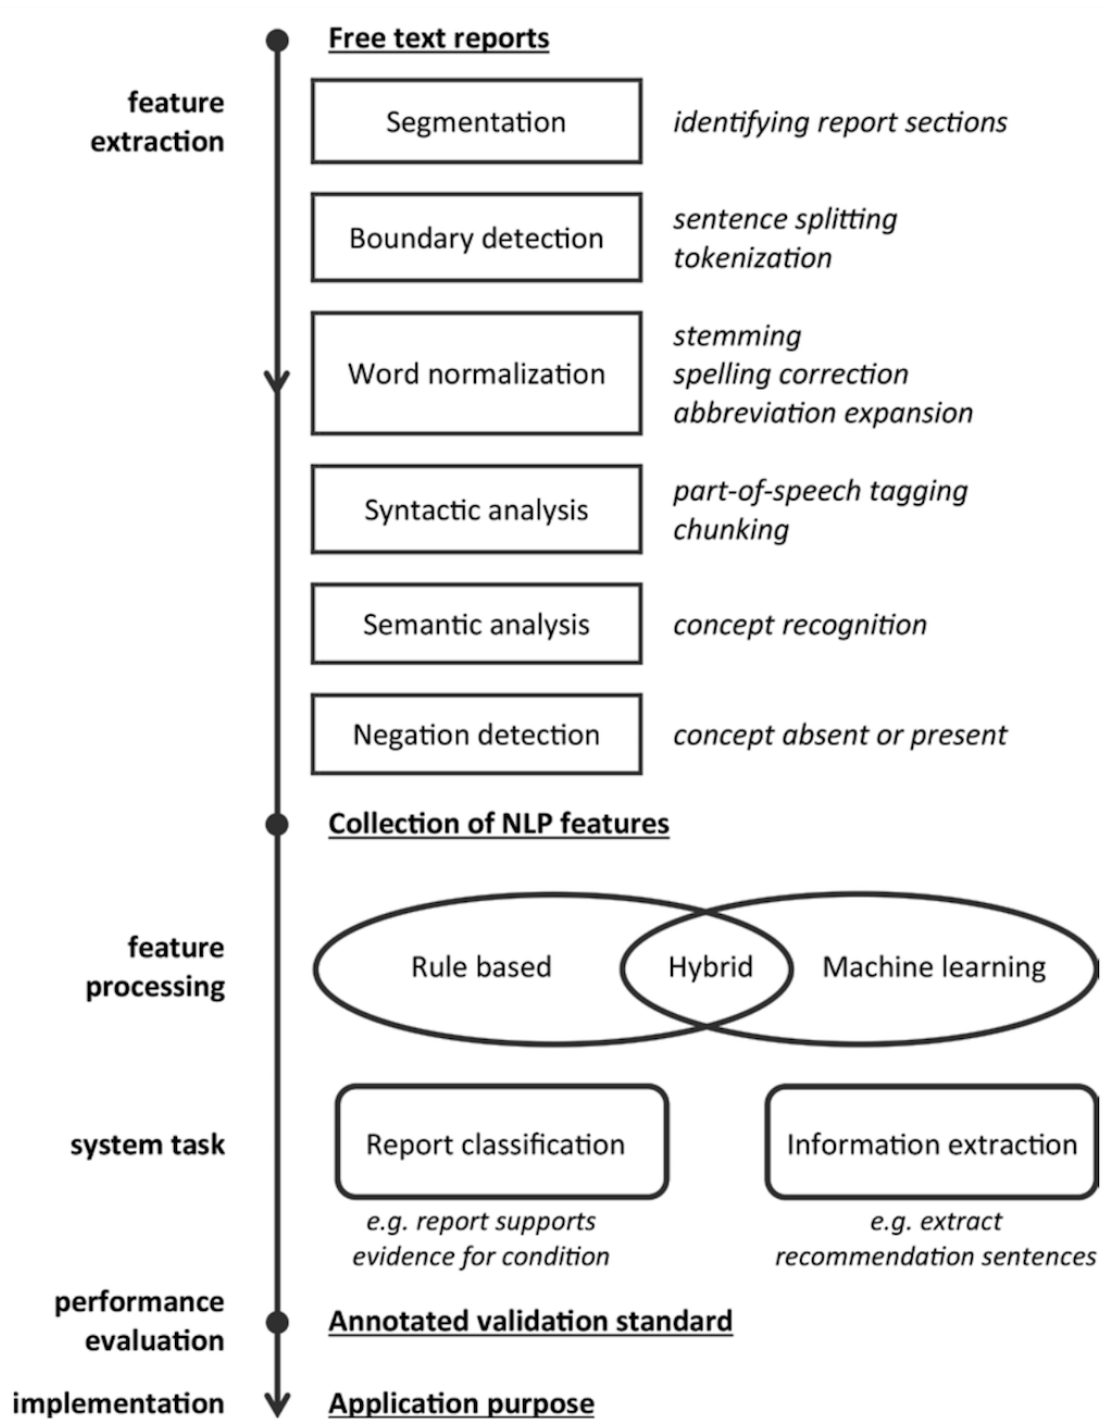 Free text reports
feature
extraction
Segmentation
identifying report sections
Boundary detection
sentence splitting
tokenization
Word normalization
stemming
spelling correction
abbreviation expansion
Syntactic analysis
part-of-speech tagging
chunking
Semantic analysis
concept recognition
Negation detection
concept absent or present
Collection of NLP features
feature
processing
Rule based
Hybrid
Machine learning
system task
Report classification
e.g. report supports
evidence for condition
Information extraction
e.g. extract
recommendation sentences
performance
evaluation
Annotated validation standard
implementation
Application purpose